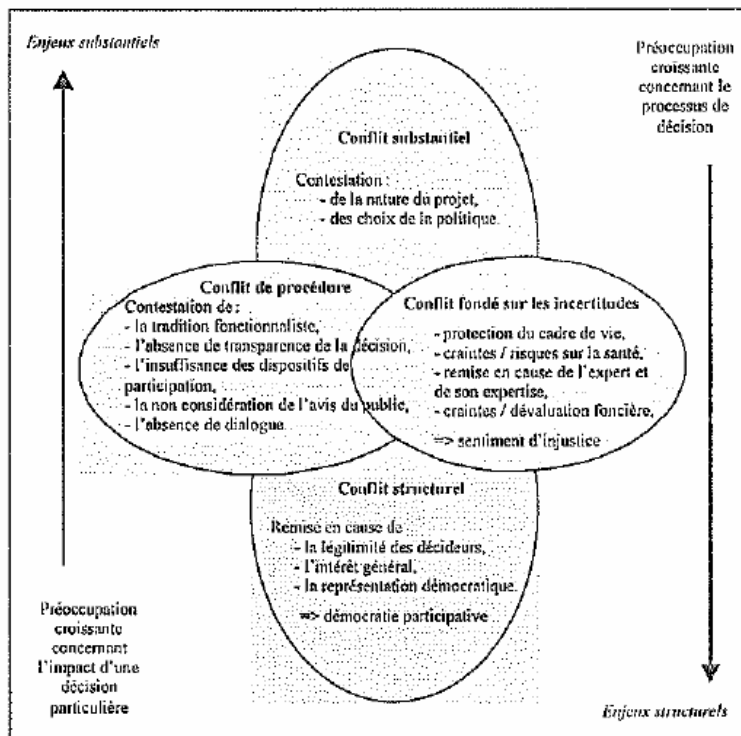 Enjeux substantiels
Préoccupation
croissante
concernant le
processus de
décision
Conflit substantiel
Contestation :
- de la nature du projet,
- des choix de la politique.
Conflit de procédure
Contestation de :
- la tradition fonctionnaliste,
- l'absence de transparence de la décision,
- l'insuffisance des dispositifs de
participation,
- la non considération de l'avis du public,
- l'absence de dialogue.
Conflit fondé sur les incertitudes
- protection du cadre de vie,
- craintes / risques sur la santé,
- remise en cause de l'expert et
de son expertise,
- craintes / dévaluation foncière,
=> sentiment d'injustice
Conflit structurel
Remise en cause de
- la légitimité des décideurs,
- l'intérêt général,
- la représentation démocratique.
=> démocratie participative
Préoccupation
croissante
concernant
l'impact d'une
décision
particulière
Enjeux structurels